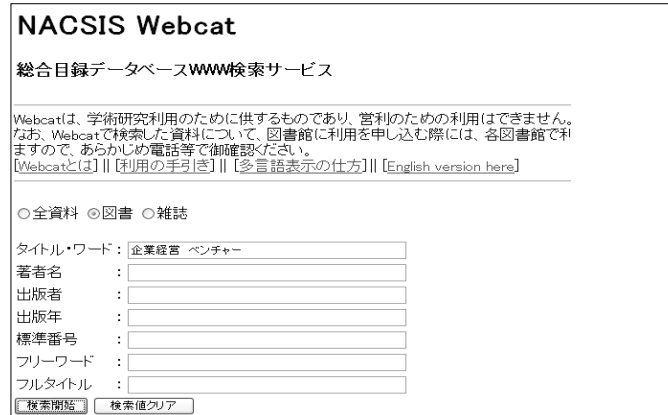 NACSIS Webcat
総合目録データベースWWW検索サービス
Webcatは、学術研究利用のために供するものであり、営利のための利用はできません。
なお、Webcatで検索した資料について、図書館に利用を申し込む際には、各図書館で利
ますので、あらかじめ電話等で御確認ください。
[Webcatとは] || [利用の手引き] || [多言語表示の仕方] || [English version here]
○全資料 ◎図書 ○雑誌
タイトル・ワード: 企業経営 ベンチャー
著者名 :
出版者 :
出版年 :
標準番号 :
フリーワード :
フルタイトル :
検索開始 検索値クリア